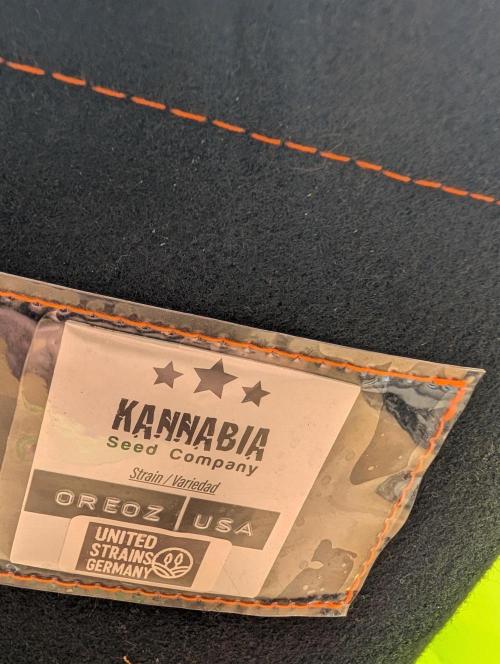 KANNABIA
Seed Company
Strain / Variedad
OREOZ | USA
UNITED
STRAINS
GERMANY